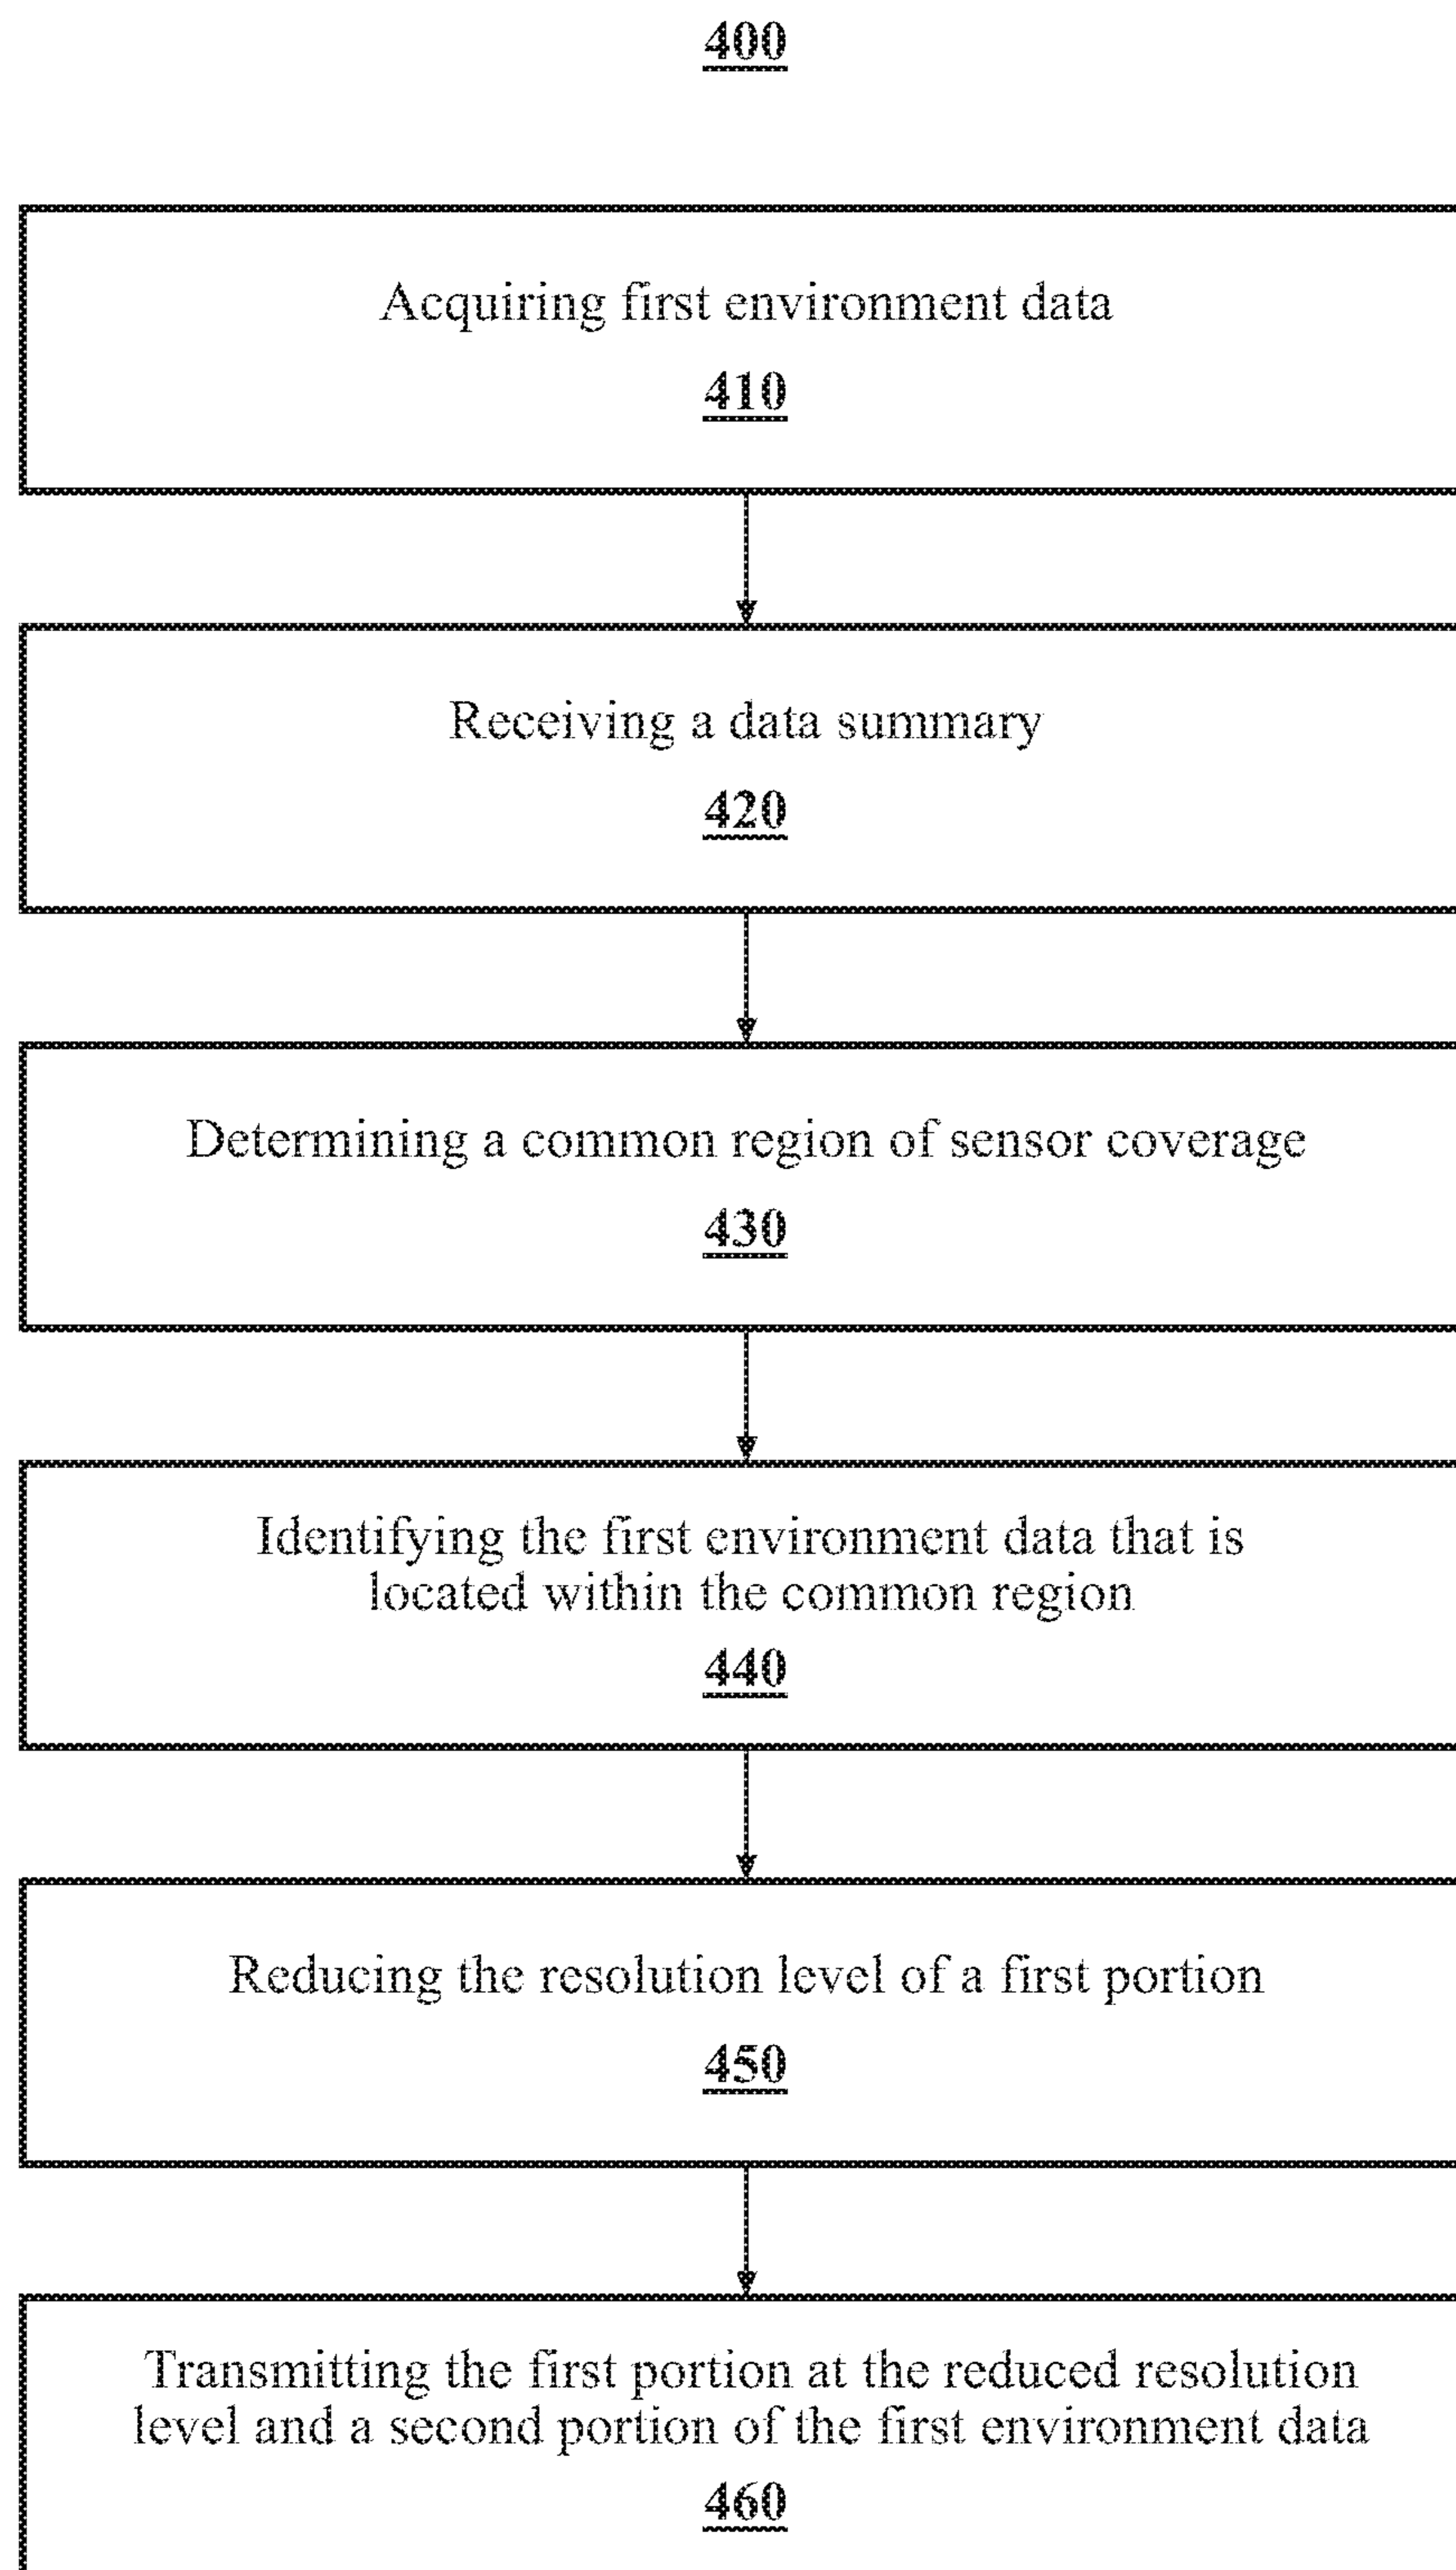 400
Acquiring first environment data
410
Receiving a data summary
420
Determining a common region of sensor coverage
430
Identifying the first environment data that is
located within the common region
440
Reducing the resolution level of a first portion
450
Transmitting the first portion at the reduced resolution
level and a second portion of the first environment data
460